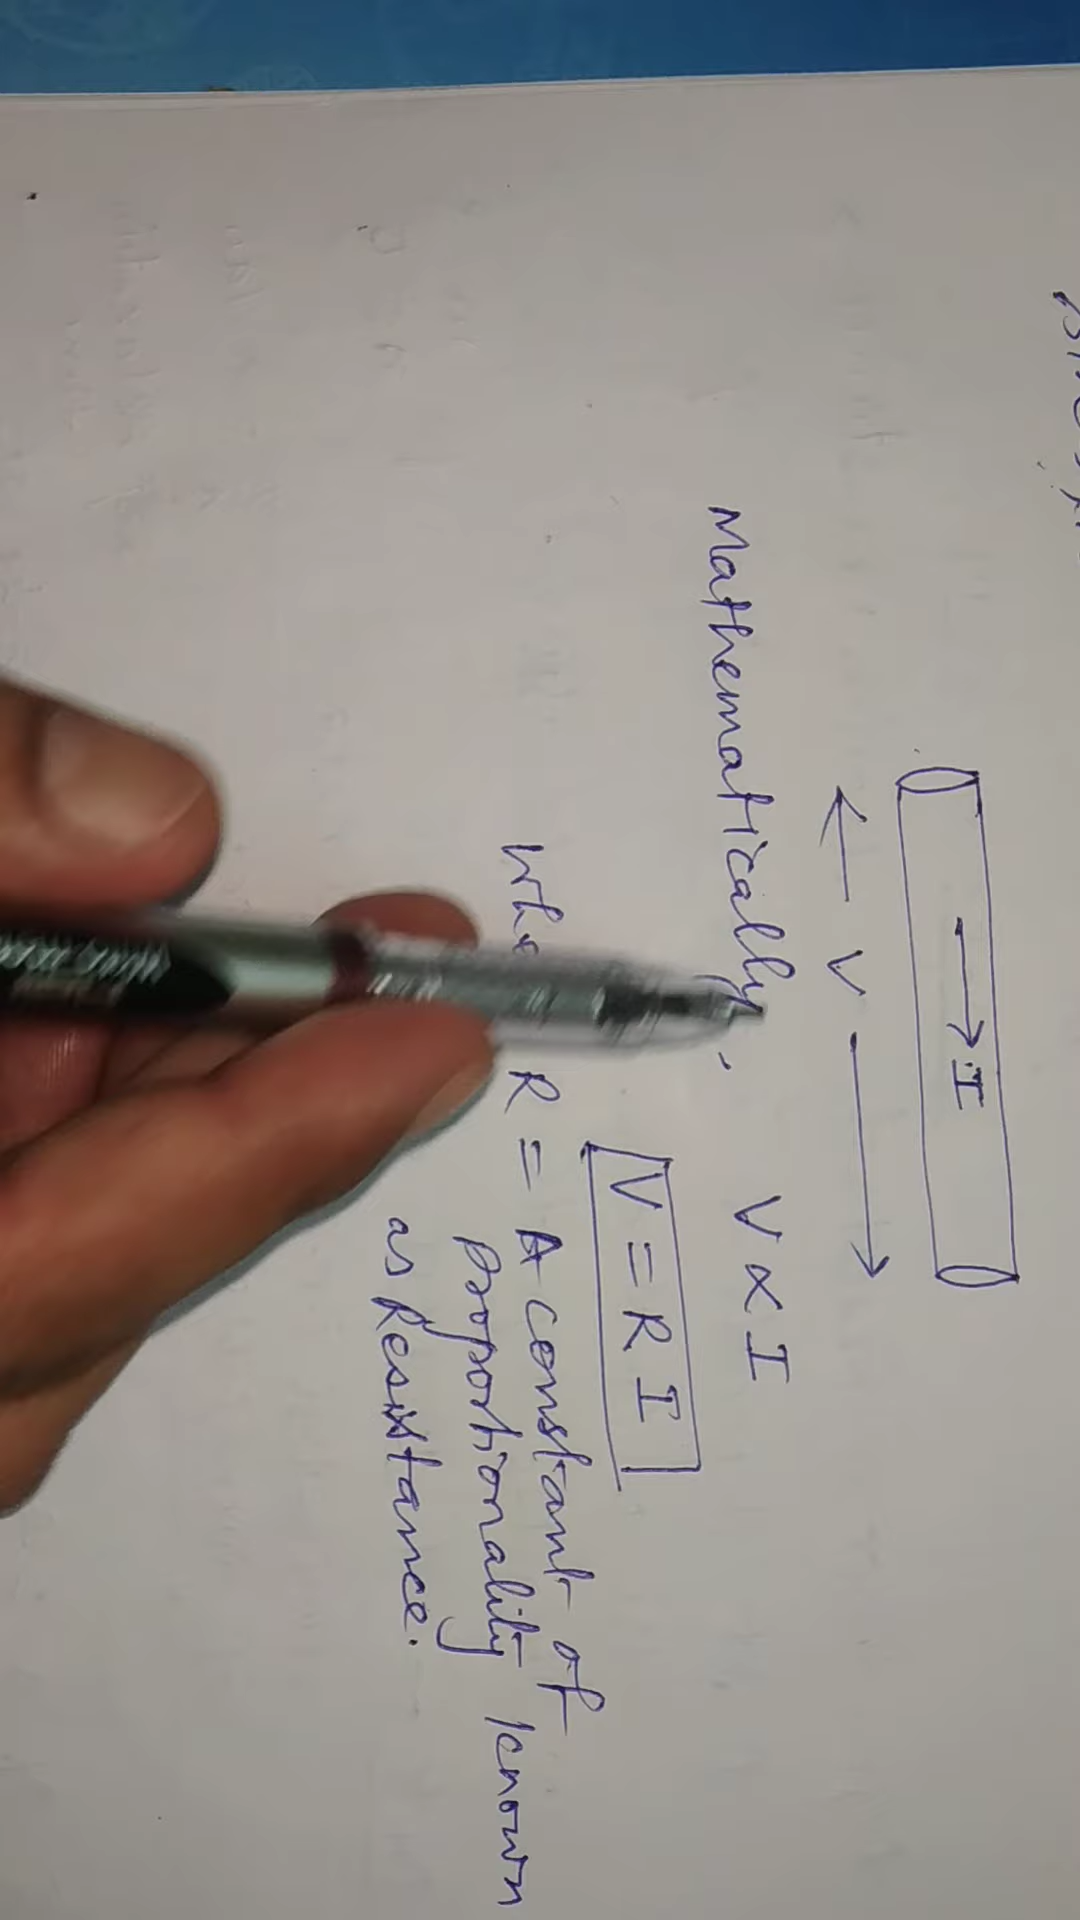 I
V
Mathematically, V ∝ I
V = R I
R = A constant of
proportionality known
as Resistance.